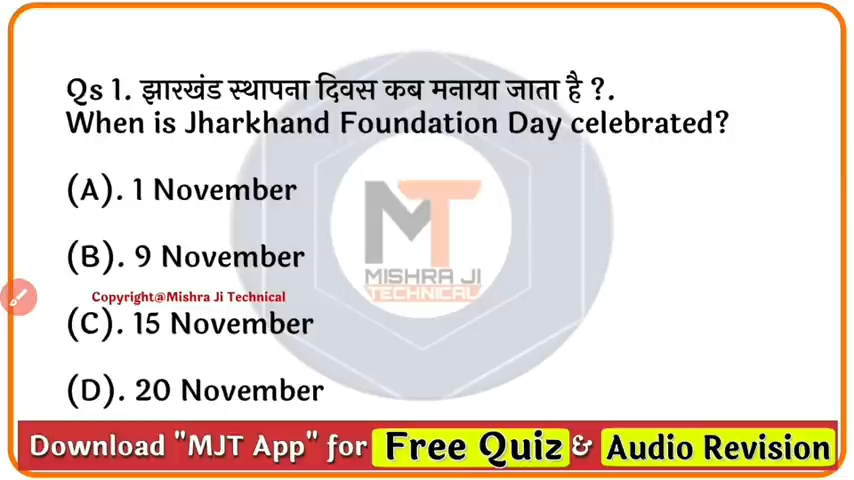 Qs 1. झारखंड स्थापना दिवस कब मनाया जाता है ?.
When is Jharkhand Foundation Day celebrated?
(A). 1 November
(B). 9 November
Copyright@Mishra Ji Technical
(C). 15 November
(D). 20 November
MT
MISHRA JI
TECHNICAL
Download "MJT App" for Free Quiz & Audio Revision